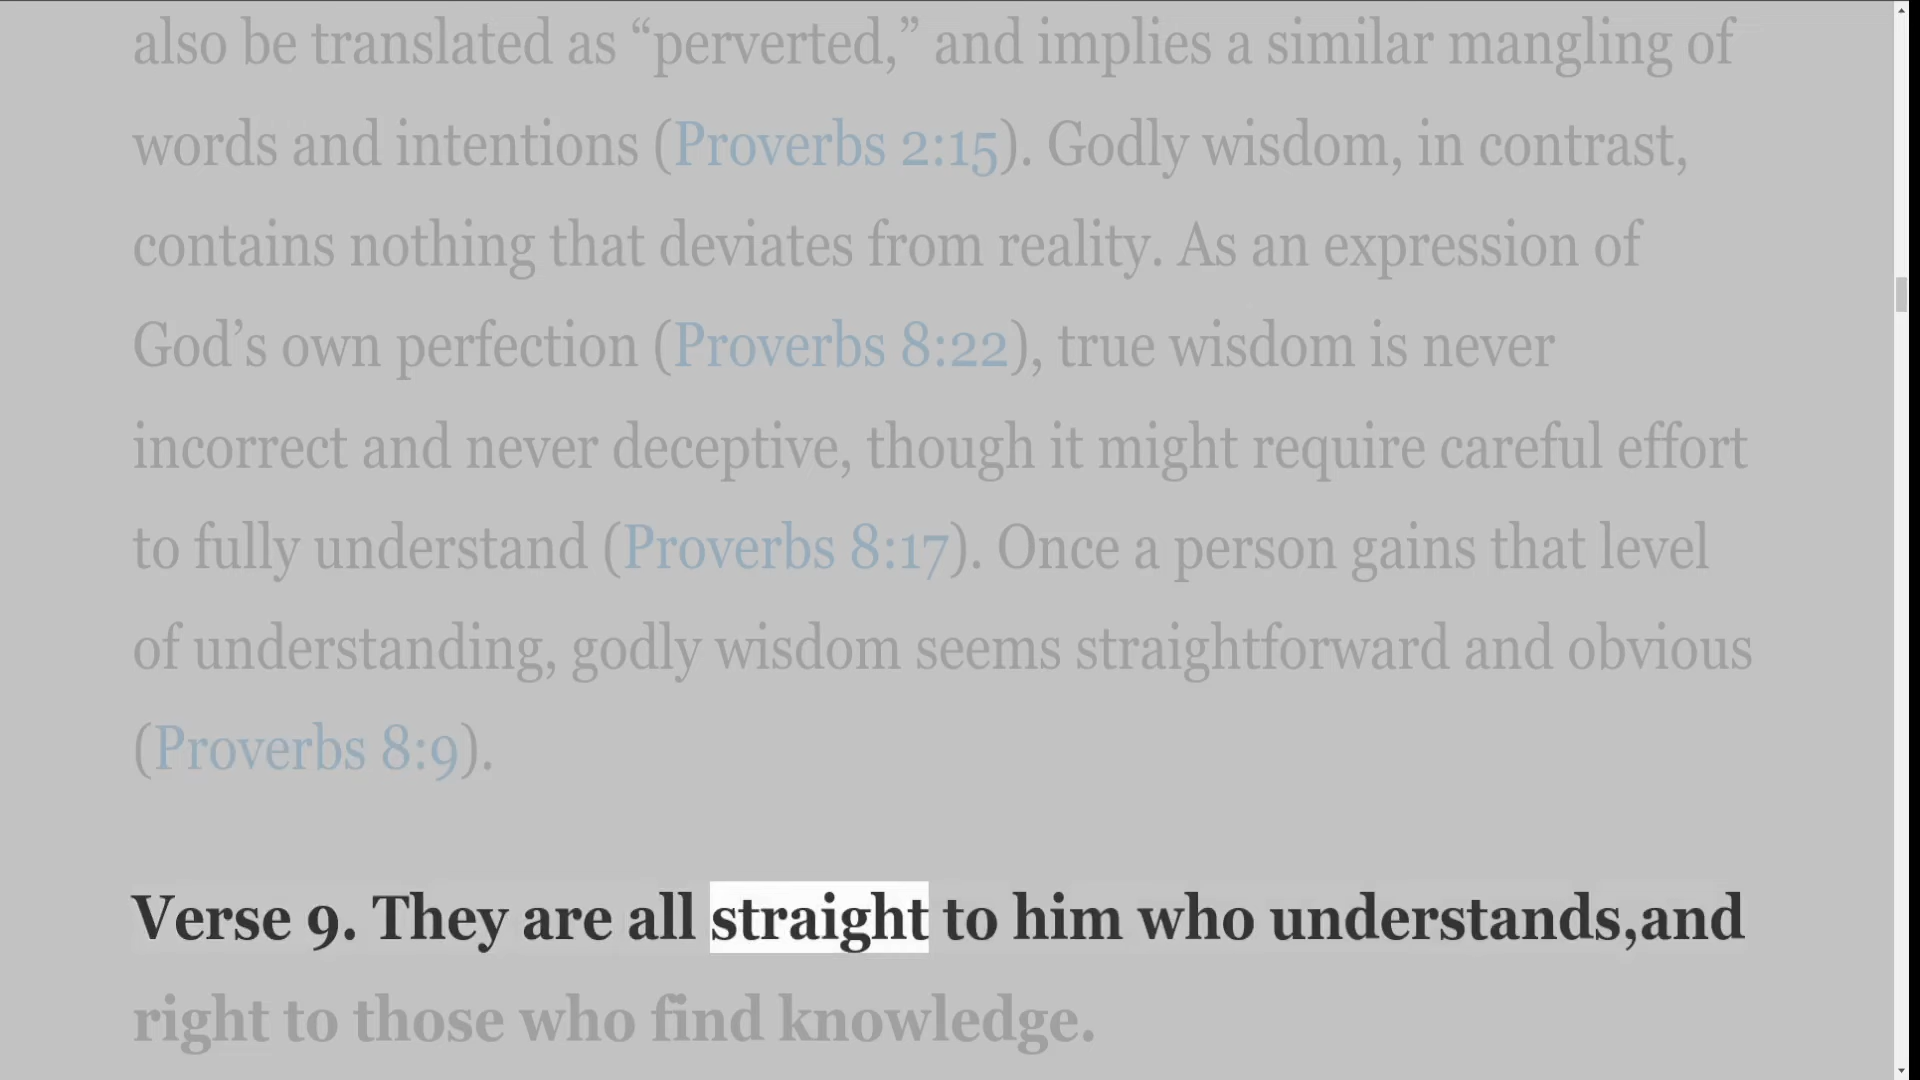 also be translated as “perverted,” and implies a similar mangling of
words and intentions (Proverbs 2:15). Godly wisdom, in contrast,
contains nothing that deviates from reality. As an expression of
God’s own perfection (Proverbs 8:22), true wisdom is never
incorrect and never deceptive, though it might require careful effort
to fully understand (Proverbs 8:17). Once a person gains that level
of understanding, godly wisdom seems straightforward and obvious
(Proverbs 8:9).
Verse 9. They are all straight to him who understands,and
right to those who find knowledge.